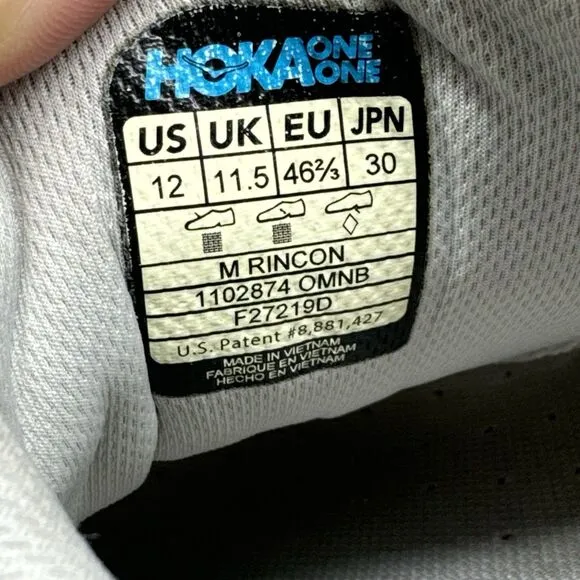 HOKA ONE ONE
US UK EU JPN
12 11.5 46⅔ 30
M RINCON
1102874 OMNB
F27219D
U.S. Patent #8,881,427
MADE IN VIETNAM
FABRIQUE EN VIETNAM
HECHO EN VIETNAM